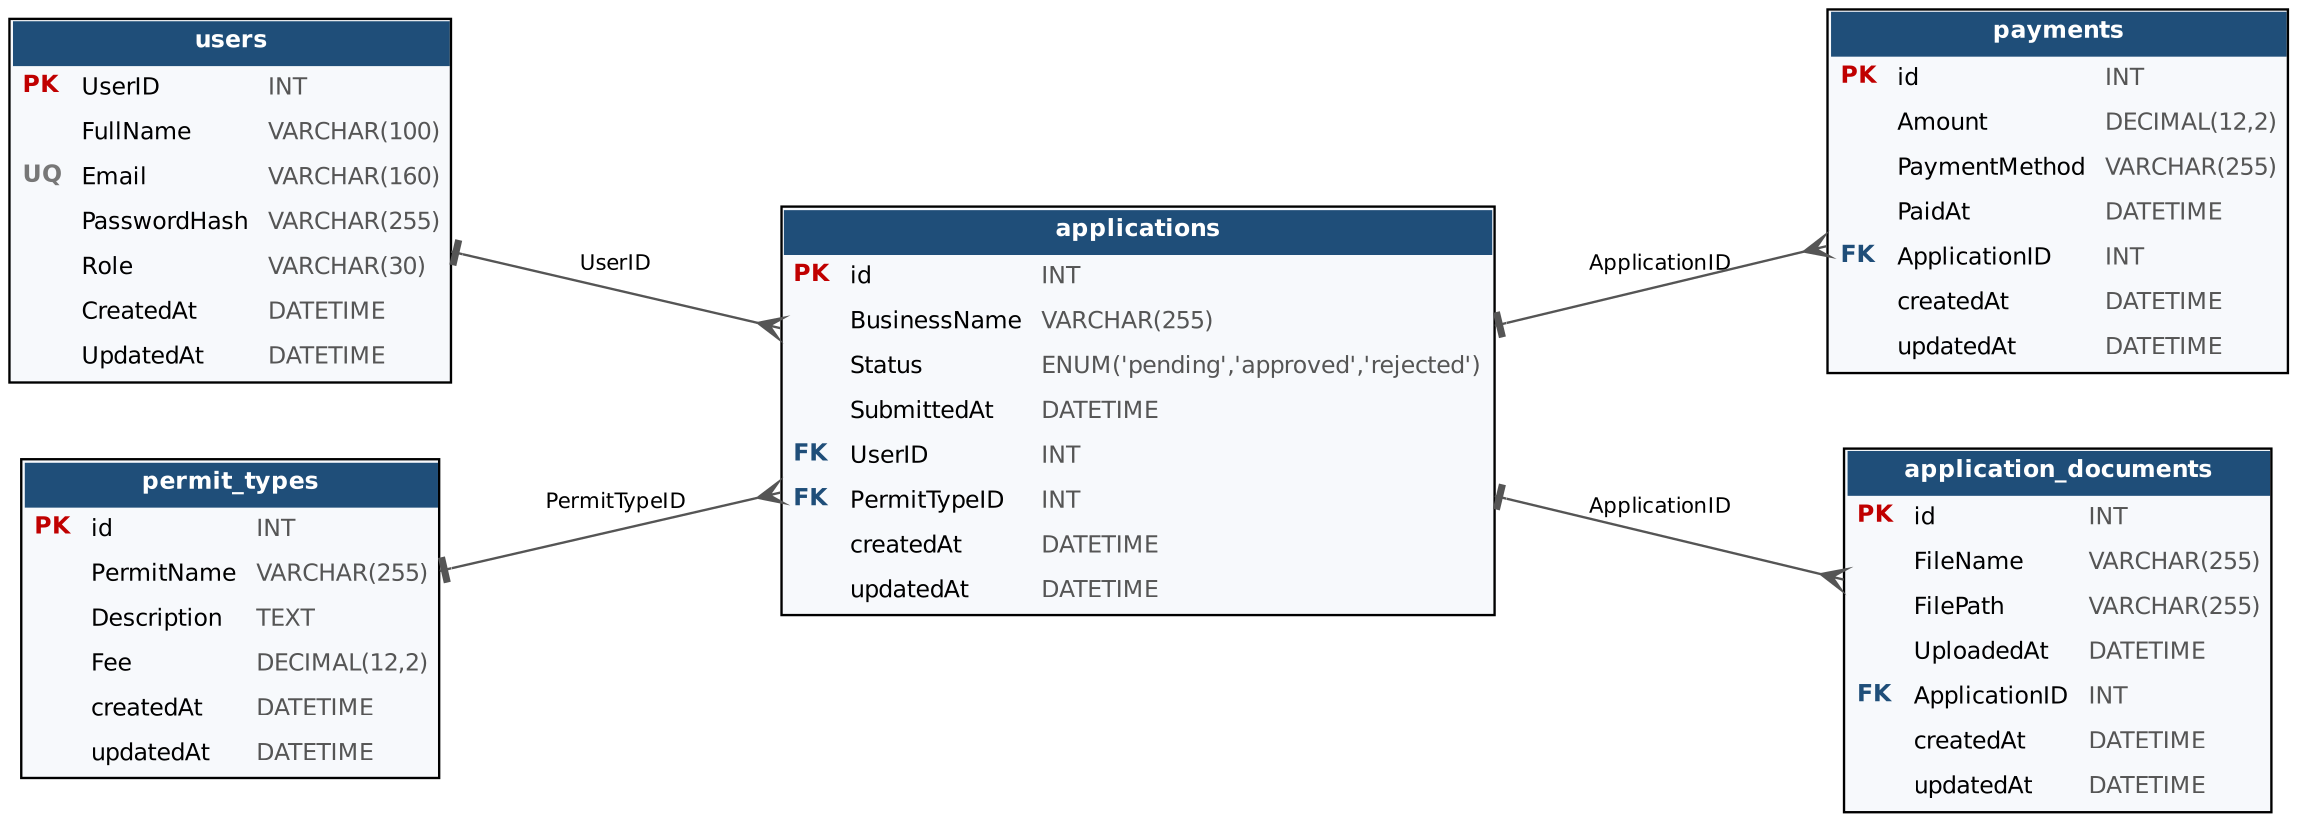 users
PK UserID INT
FullName VARCHAR(100)
UQ Email VARCHAR(160)
PasswordHash VARCHAR(255)
Role VARCHAR(30)
CreatedAt DATETIME
UpdatedAt DATETIME
permit_types
PK id INT
PermitName VARCHAR(255)
Description TEXT
Fee DECIMAL(12,2)
createdAt DATETIME
updatedAt DATETIME
UserID
PermitTypeID
applications
PK id INT
BusinessName VARCHAR(255)
Status ENUM('pending','approved','rejected')
SubmittedAt DATETIME
FK UserID INT
FK PermitTypeID INT
createdAt DATETIME
updatedAt DATETIME
ApplicationID
ApplicationID
payments
PK id INT
Amount DECIMAL(12,2)
PaymentMethod VARCHAR(255)
PaidAt DATETIME
FK ApplicationID INT
createdAt DATETIME
updatedAt DATETIME
application_documents
PK id INT
FileName VARCHAR(255)
FilePath VARCHAR(255)
UploadedAt DATETIME
FK ApplicationID INT
createdAt DATETIME
updatedAt DATETIME